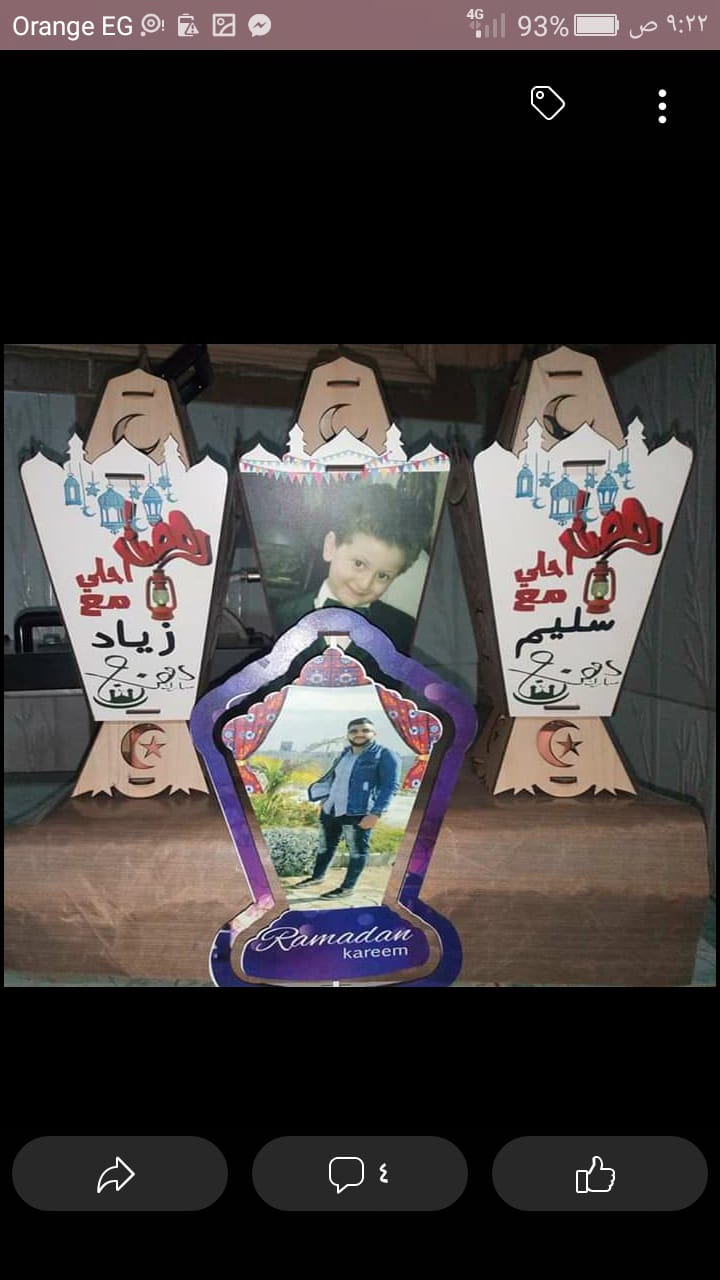 Orange EG
4G
93%
٩:٢٢ ص
رمضان
احلي
مع
زياد
رمضان
احلي
مع
سليم
Ramadan
kareem
٤